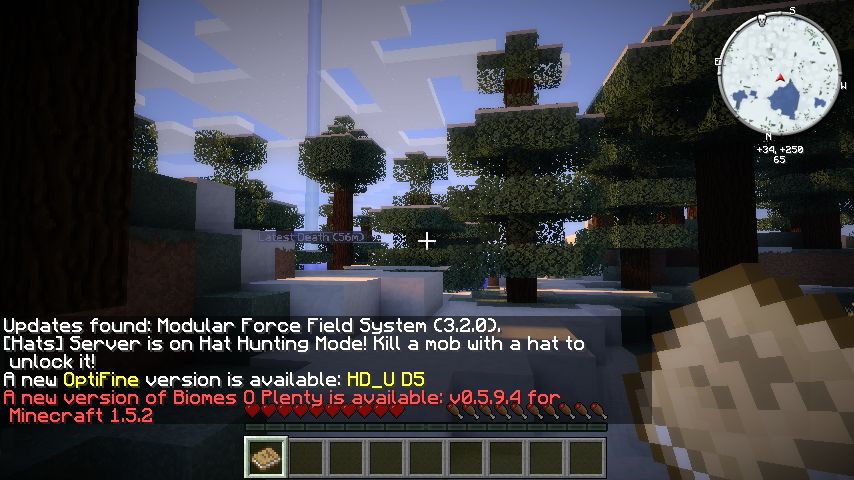 S
E
W
N
+34, +250
65
Latest Death (56m)
Updates found: Modular Force Field System (3.2.0).
[Hats] Server is on Hat Hunting Mode! Kill a mob with a hat to
unlock it!
A new OptiFine version is available: HD_U D5
A new version of Biomes O Plenty is available: v0.5.9.4 for
Minecraft 1.5.2